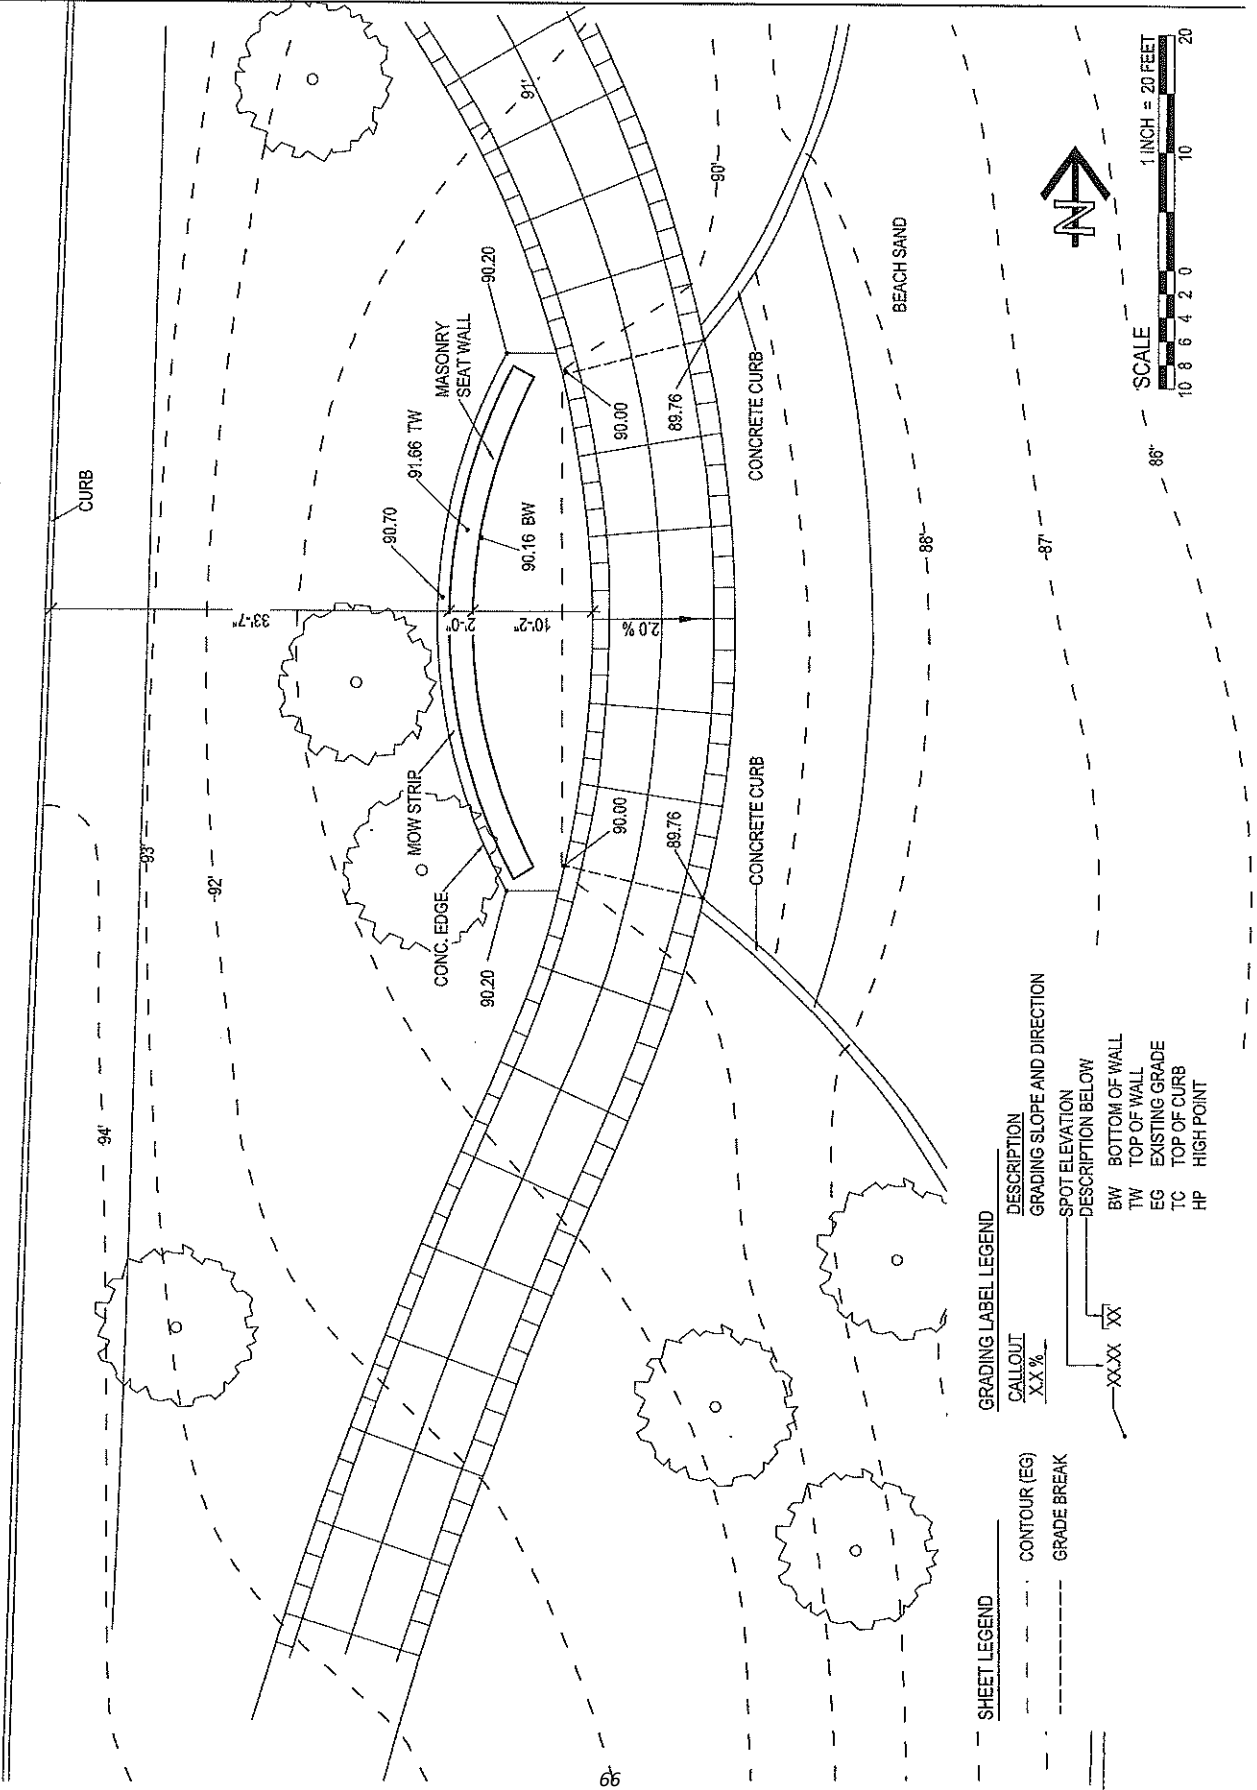 CURB
33'-7"
2'-0"
10'-2"
2.0 %
90.70
91.66 TW
90.16 BW
MASONRY
SEAT WALL
90.20
90.00
89.76
CONCRETE CURB
91'
90'
BEACH SAND
88'
87'
86'
94'
93'
92'
MOW STRIP
CONC. EDGE
90.20
90.00
89.76
CONCRETE CURB
N
SCALE
1 INCH = 20 FEET
10 8 6 4 2 0 10 20
SHEET LEGEND
CONTOUR (EG)
GRADE BREAK
GRADING LABEL LEGEND
CALLOUT DESCRIPTION
X.X % GRADING SLOPE AND DIRECTION
SPOT ELEVATION
DESCRIPTION BELOW
XX.XX XX
BW BOTTOM OF WALL
TW TOP OF WALL
EG EXISTING GRADE
TC TOP OF CURB
HP HIGH POINT
99